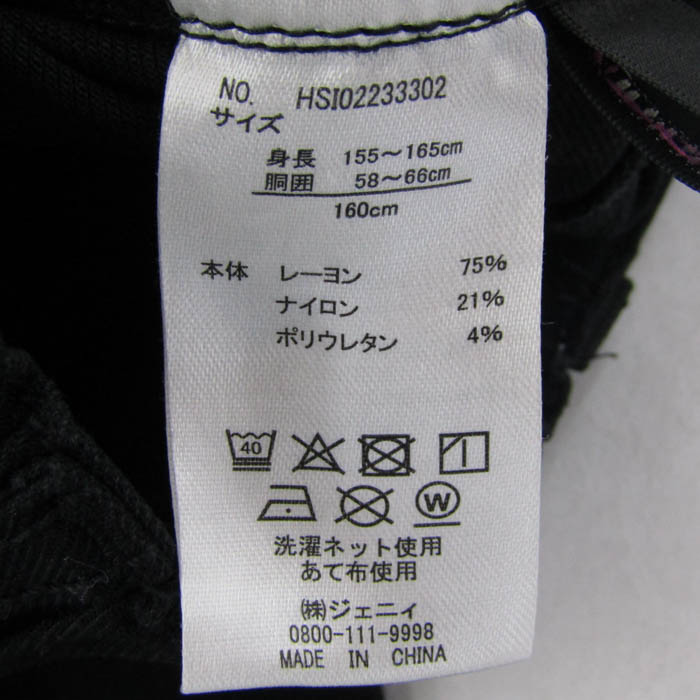 NO. HSI02233302
サイズ
身長 155～165cm
胴囲 58～66cm
160cm
本体 レーヨン 75%
ナイロン 21%
ポリウレタン 4%
40
W
洗濯ネット使用
あて布使用
㈱ジェニィ
0800-111-9998
MADE IN CHINA